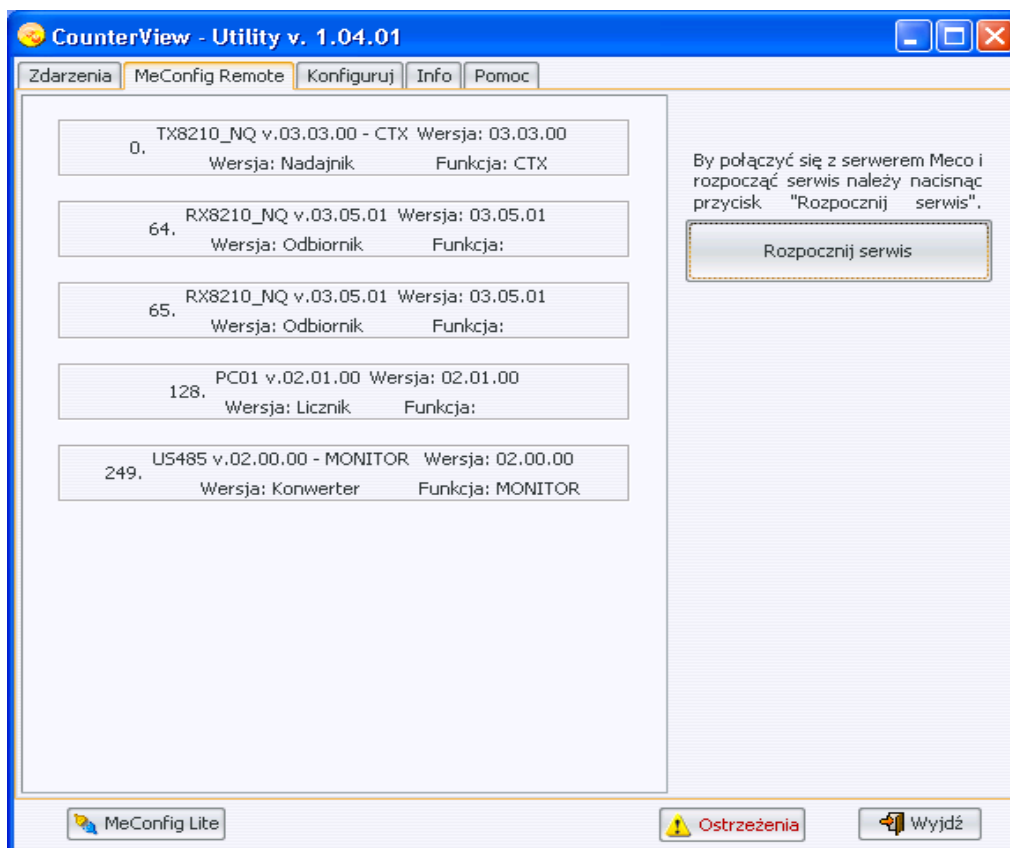 CounterView - Utility v. 1.04.01
Zdarzenia MeConfig Remote Konfiguruj Info Pomoc
0. TX8210_NQ v.03.03.00 - CTX Wersja: 03.03.00
Wersja: Nadajnik Funkcja: CTX
64. RX8210_NQ v.03.05.01 Wersja: 03.05.01
Wersja: Odbiornik Funkcja:
65. RX8210_NQ v.03.05.01 Wersja: 03.05.01
Wersja: Odbiornik Funkcja:
128. PC01 v.02.01.00 Wersja: 02.01.00
Wersja: Licznik Funkcja:
249. US485 v.02.00.00 - MONITOR Wersja: 02.00.00
Wersja: Konwerter Funkcja: MONITOR
By połączyć się z serwerem Meco i
rozpocząć serwis należy nacisnąc
przycisk "Rozpocznij serwis".
Rozpocznij serwis
MeConfig Lite
Ostrzeżenia
Wyjdź